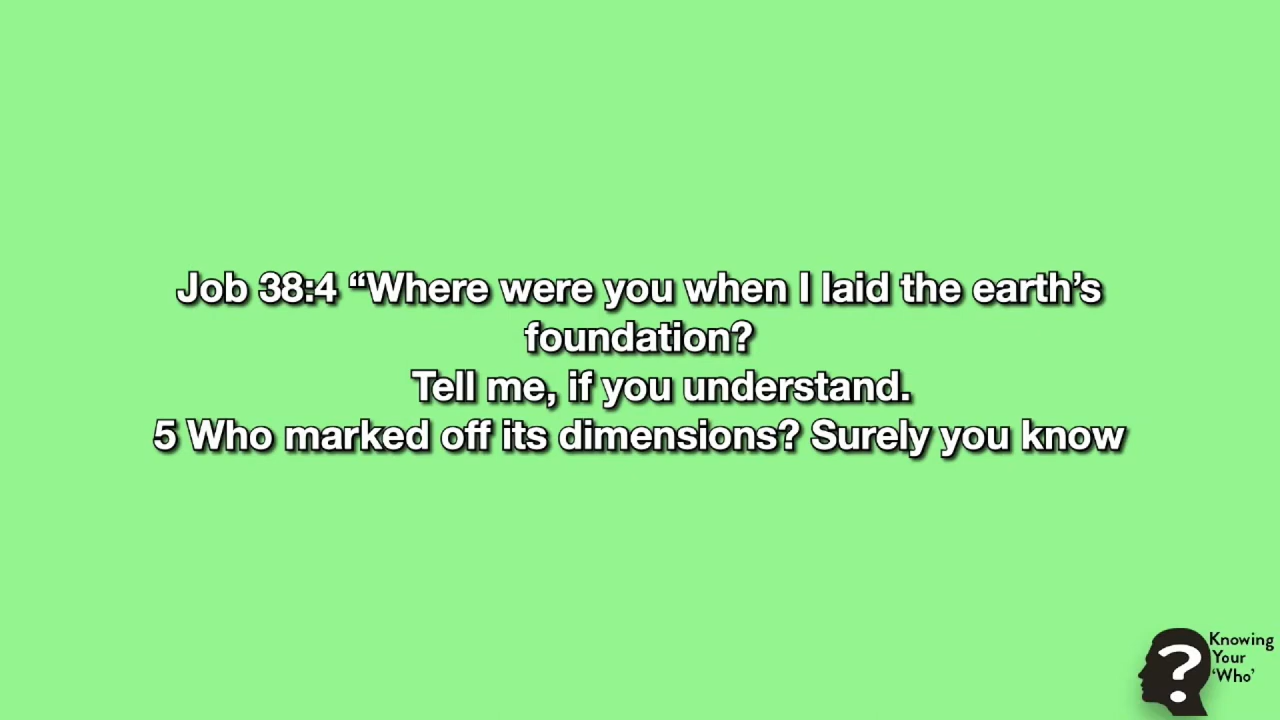 Job 38:4 “Where were you when I laid the earth’s
foundation?
Tell me, if you understand.
5 Who marked off its dimensions? Surely you know
?
Knowing
Your
‘Who’